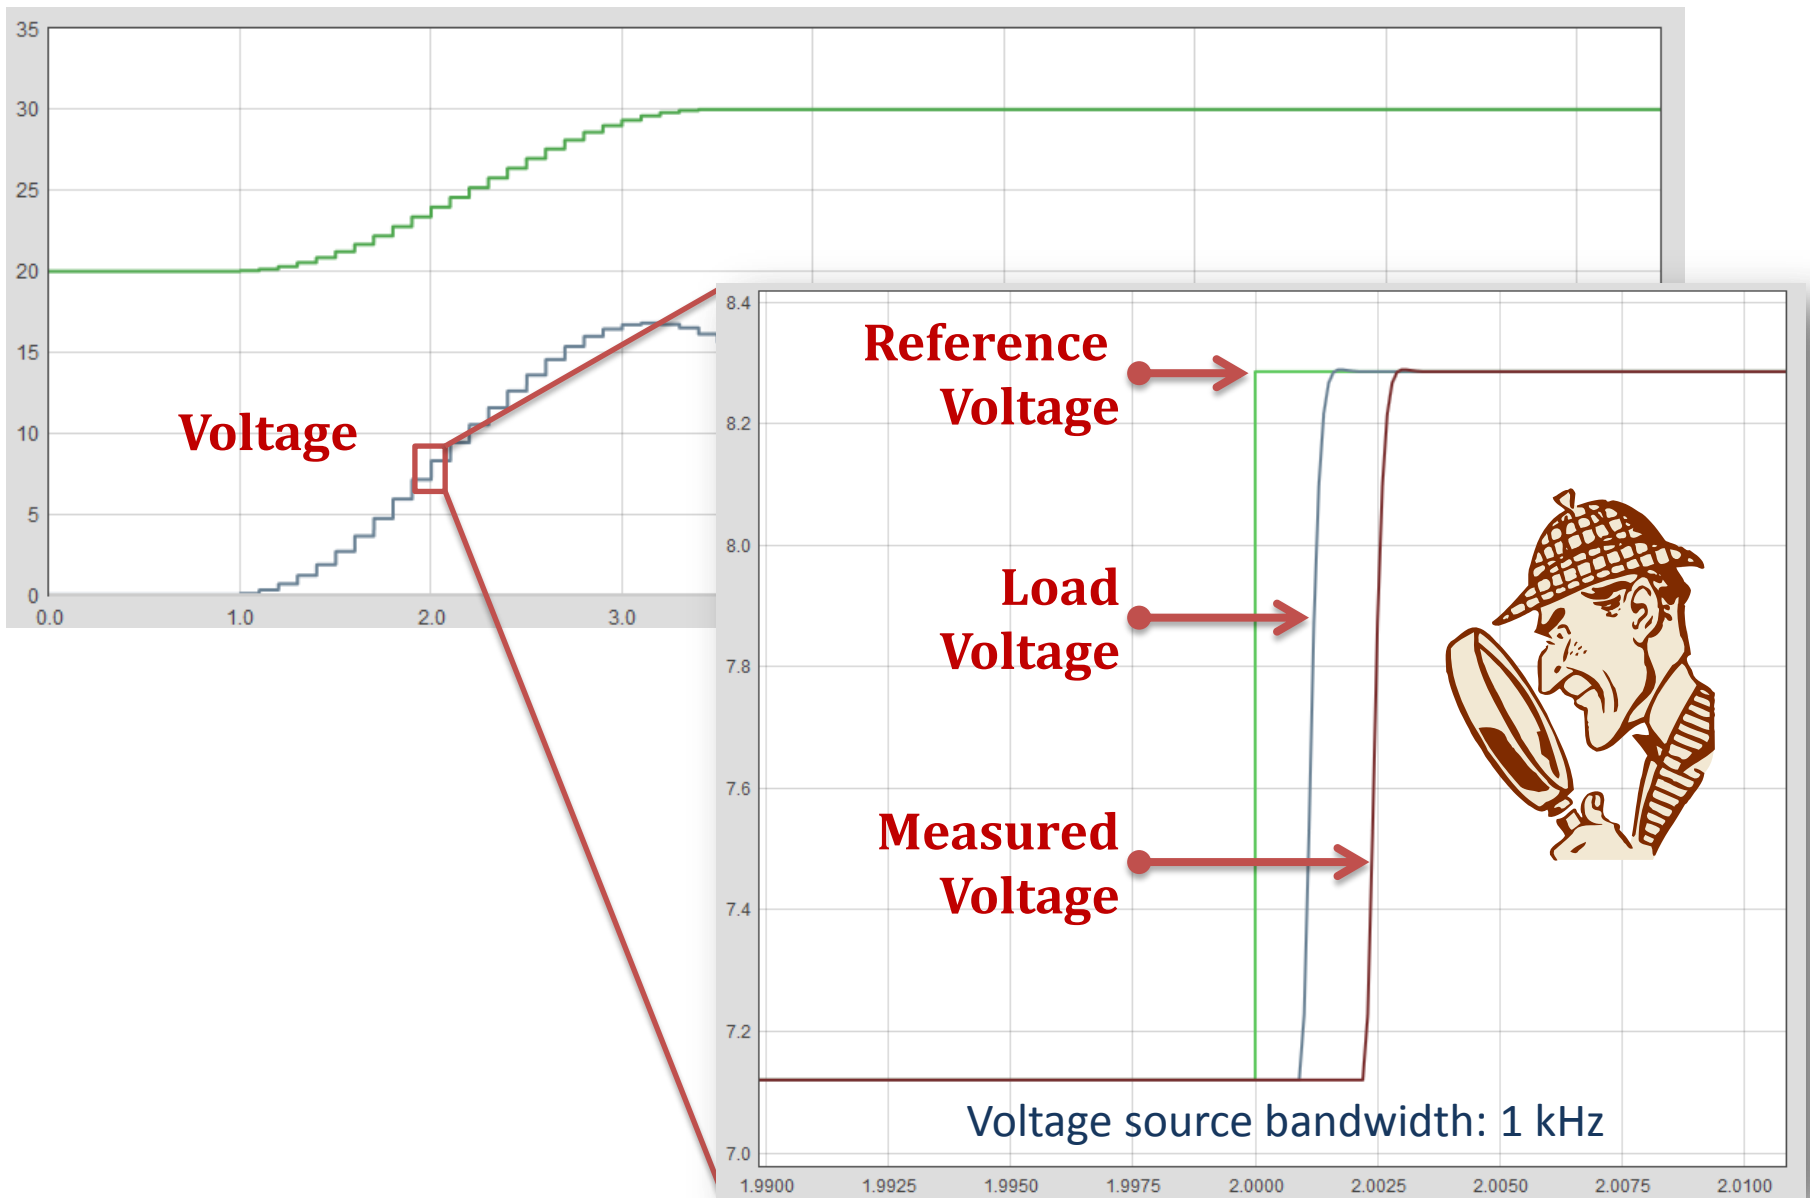 35
30
25
20
15
10
5
0
0.0 1.0 2.0 3.0
Voltage
8.4
8.2
8.0
7.8
7.6
7.4
7.2
7.0
Reference
Voltage
Load
Voltage
Measured
Voltage
Voltage source bandwidth: 1 kHz
1.9900 1.9925 1.9950 1.9975 2.0000 2.0025 2.0050 2.0075 2.0100